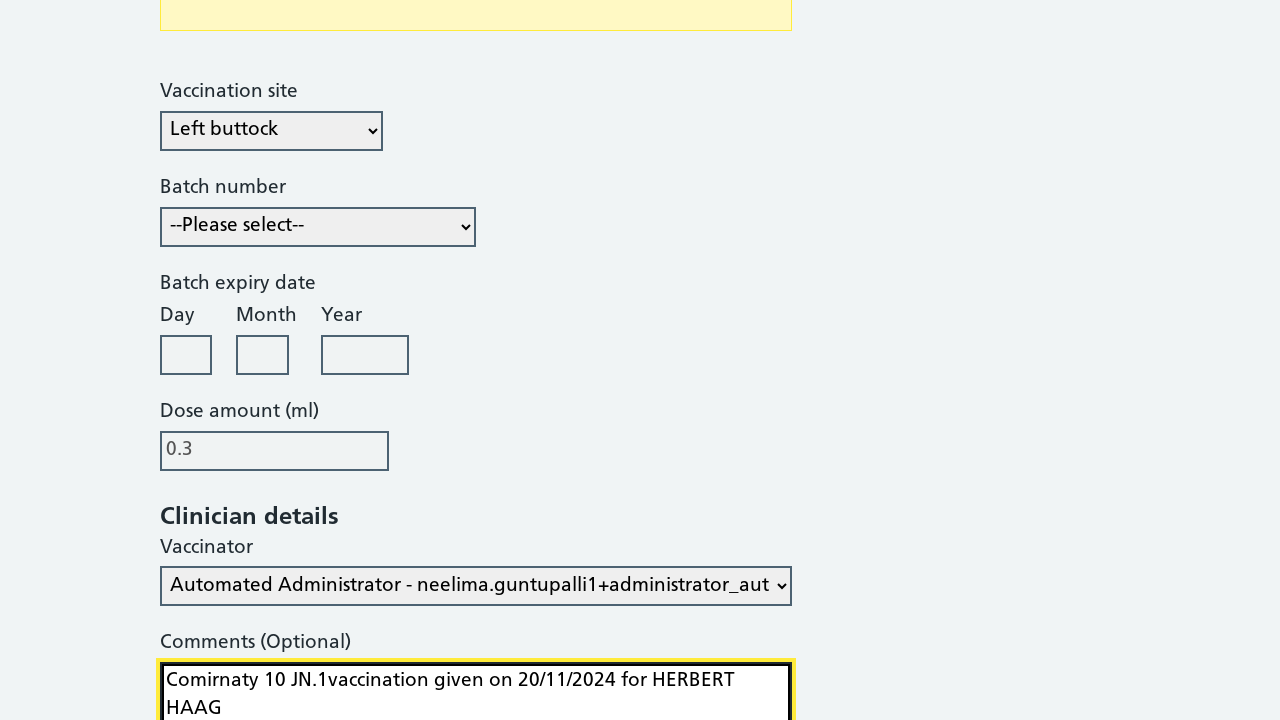 Vaccination site
Left buttock
Batch number
--Please select--
Batch expiry date
Day Month Year
Dose amount (ml)
0.3
Clinician details
Vaccinator
Automated Administrator - neelima.guntupalli1+administrator_aut
Comments (Optional)
Comirnaty 10 JN.1vaccination given on 20/11/2024 for HERBERT
HAAG